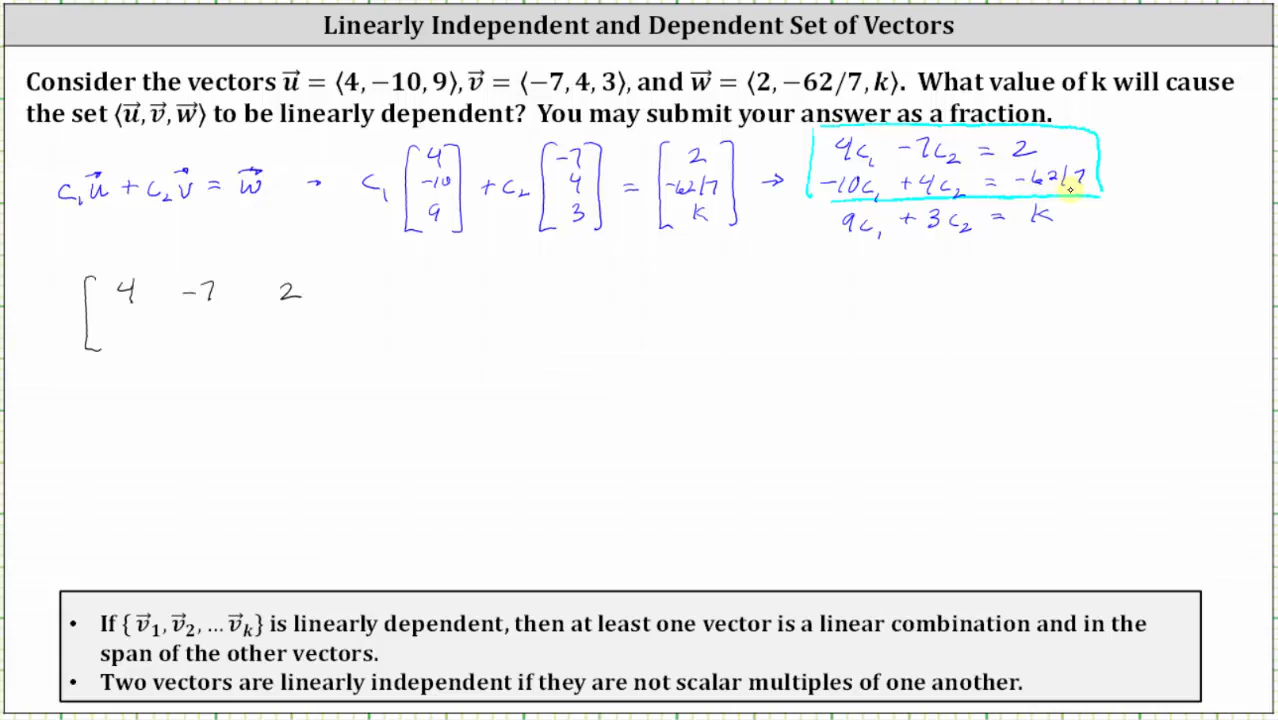 Linearly Independent and Dependent Set of Vectors
Consider the vectors u⃗ = ⟨4, −10, 9⟩, v⃗ = ⟨−7, 4, 3⟩, and w⃗ = ⟨2, −62/7, k⟩. What value of k will cause
the set ⟨u⃗, v⃗, w⃗⟩ to be linearly dependent? You may submit your answer as a fraction.
c₁u⃗ + c₂v⃗ = w⃗ → c₁ [4 -10 9] + c₂ [-7 4 3] = [2 -62/7 k] →
4c₁ - 7c₂ = 2
-10c₁ + 4c₂ = -62/7
9c₁ + 3c₂ = k
[ 4 -7 2
• If {v⃗₁, v⃗₂, … v⃗ₖ} is linearly dependent, then at least one vector is a linear combination and in the
span of the other vectors.
• Two vectors are linearly independent if they are not scalar multiples of one another.